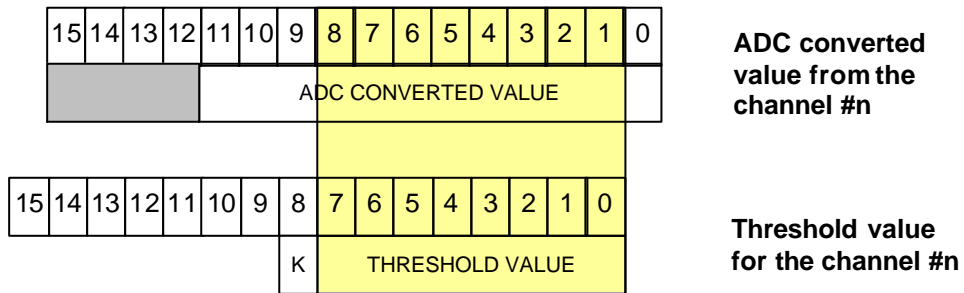 15 14 13 12 11 10 9 8 7 6 5 4 3 2 1 0
ADC converted
value from the
channel #n
ADC CONVERTED VALUE
15 14 13 12 11 10 9 8 7 6 5 4 3 2 1 0
Threshold value
for the channel #n
K THRESHOLD VALUE